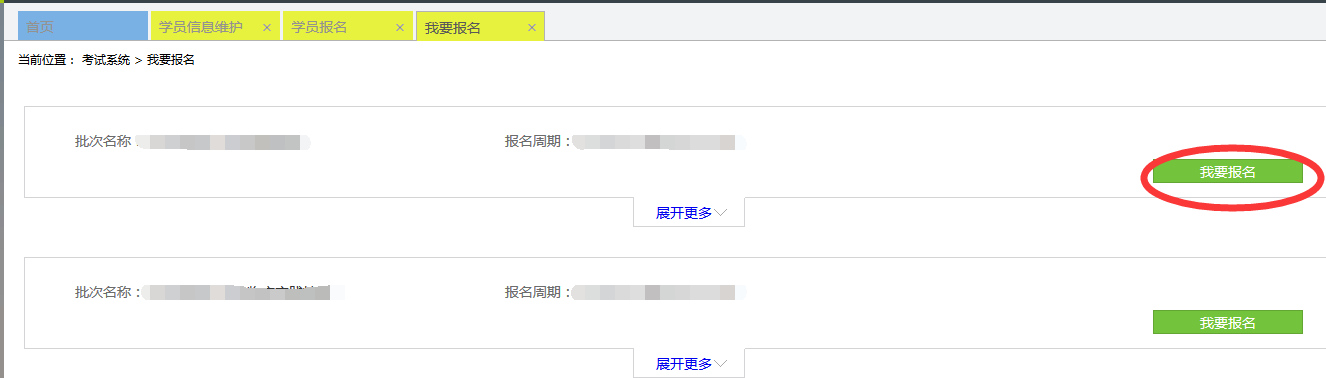 首页 学员信息维护 × 学员报名 × 我要报名 ×
当前位置： 考试系统 > 我要报名
批次名称： 报名周期：
我要报名
展开更多
批次名称： 报名周期：
我要报名
展开更多